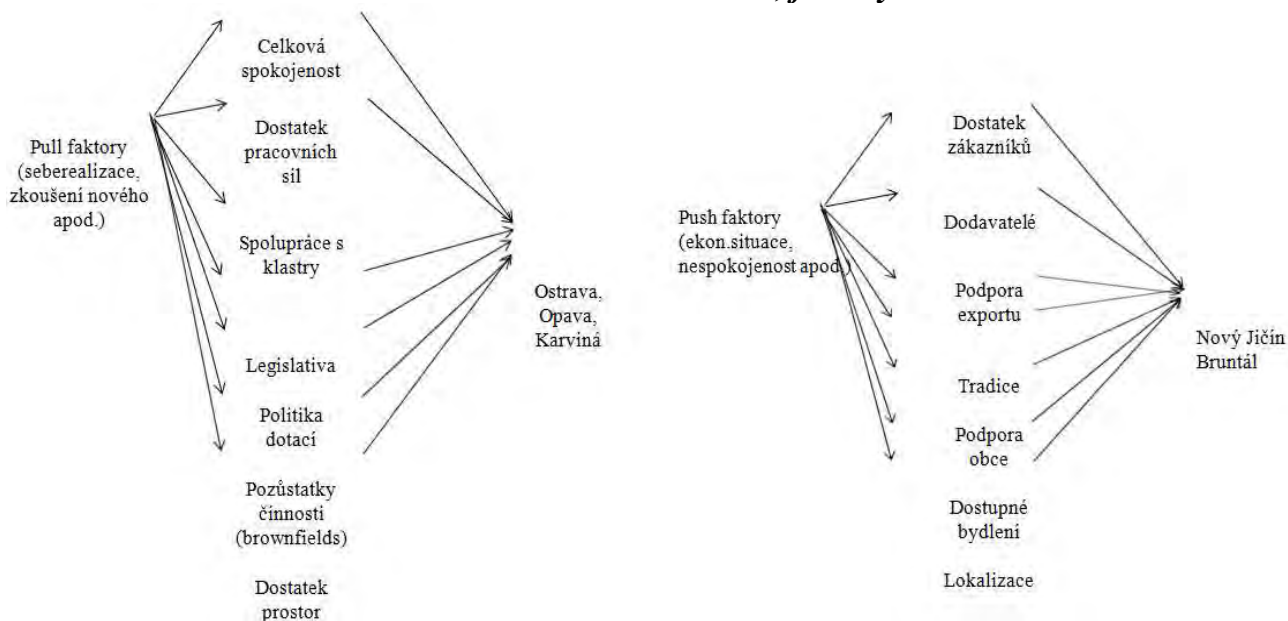 Celková
spokojenost
Dostatek
pracovních
sil
Pull faktory
(seberealizace,
zkoušení nového
apod.)
Spolupráce s
klastry
Legislativa
Politika
dotací
Pozůstatky
činnosti
(brownfields)
Dostatek
prostor
Ostrava,
Opava,
Karviná
Push faktory
(ekon.situace,
nespokojenost apod.)
Dostatek
zákazníků
Dodavatelé
Podpora
exportu
Tradice
Podpora
obce
Dostupné
bydlení
Lokalizace
Nový Jičín
Bruntál